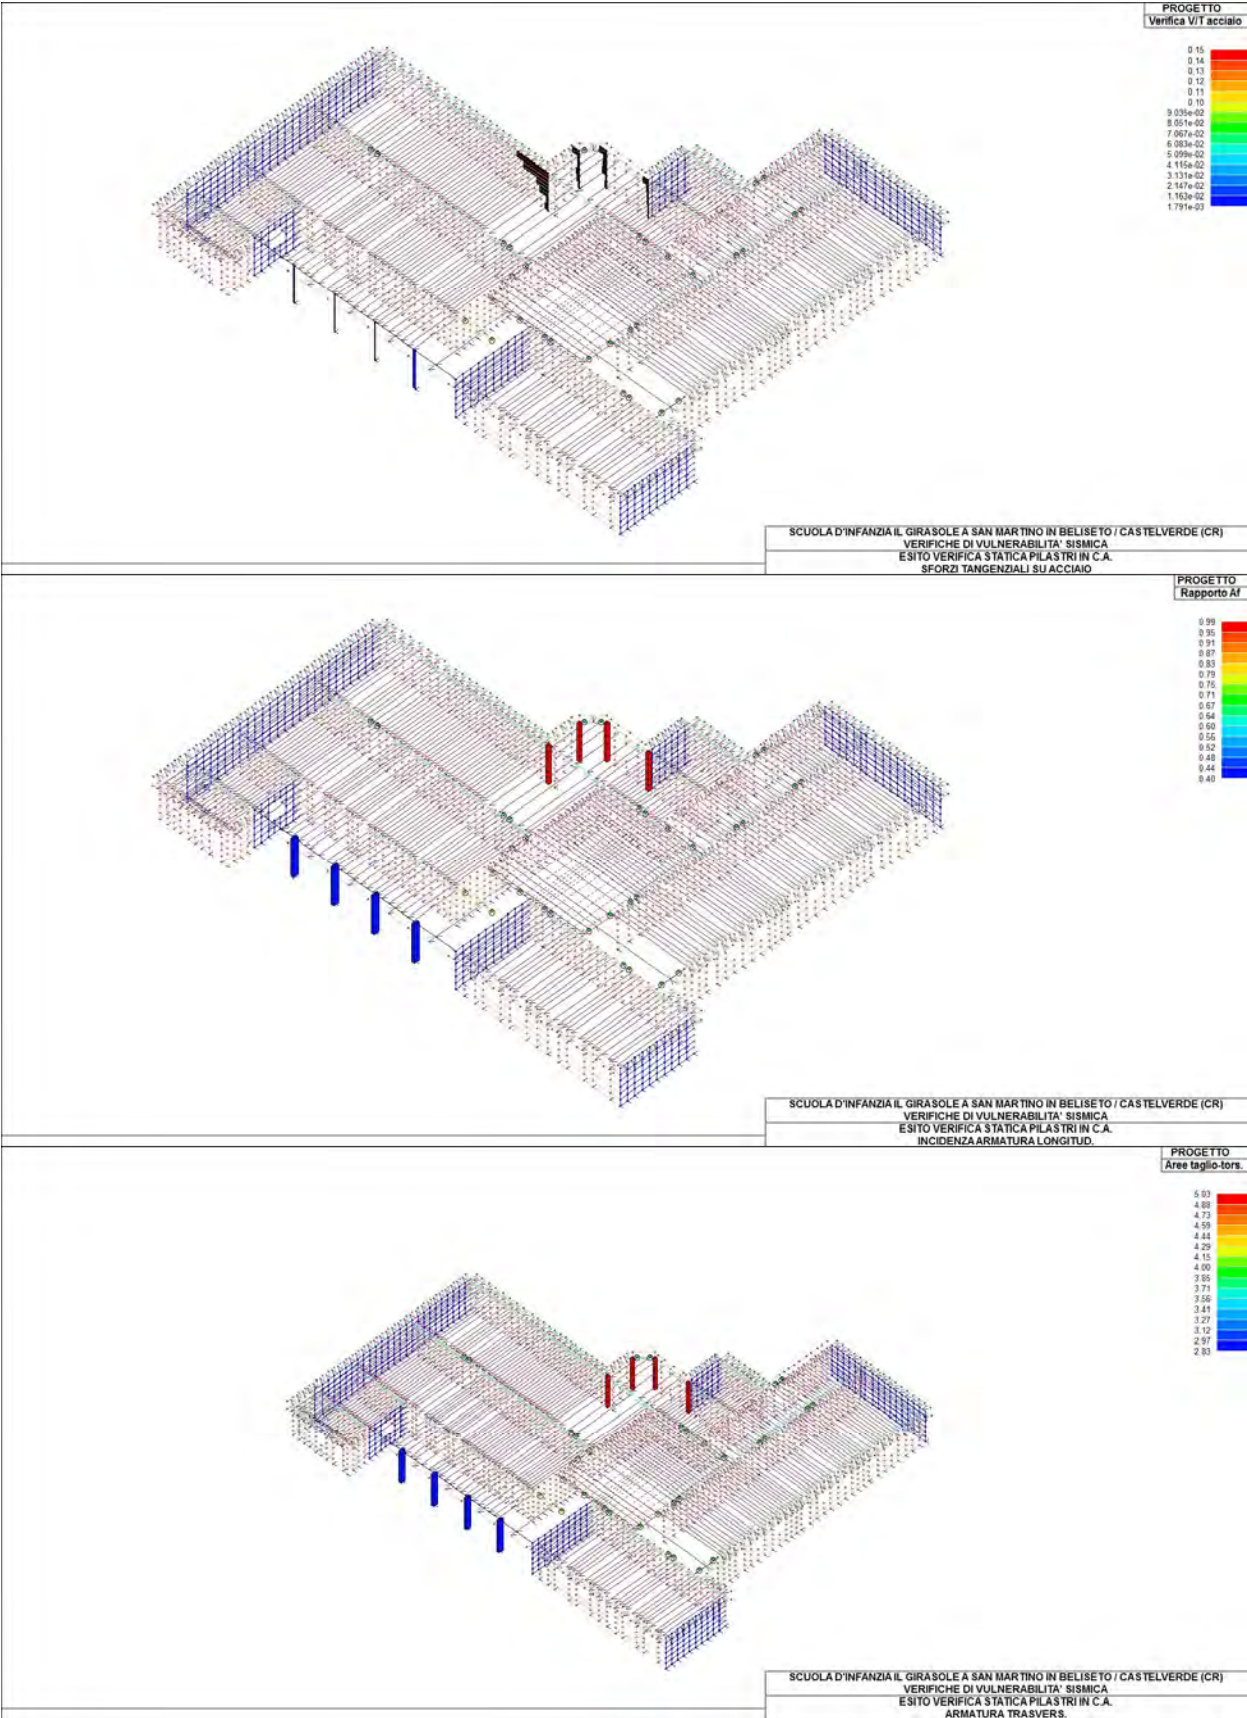 PROGETTO
Verifica V/T acciaio
0.15
0.14
0.13
0.12
0.11
0.10
9.035e-02
8.051e-02
7.067e-02
6.083e-02
5.099e-02
4.115e-02
3.131e-02
2.147e-02
1.163e-02
1.791e-03
SCUOLA D'INFANZIA IL GIRASOLE A SAN MARTINO IN BELISETO / CASTELVERDE (CR)
VERIFICHE DI VULNERABILITA' SISMICA
ESITO VERIFICA STATICA PILASTRI IN C.A.
SFORZI TANGENZIALI SU ACCIAIO
PROGETTO
Rapporto Af
0.99
0.95
0.91
0.87
0.83
0.79
0.75
0.71
0.67
0.64
0.60
0.56
0.52
0.48
0.44
0.40
SCUOLA D'INFANZIA IL GIRASOLE A SAN MARTINO IN BELISETO / CASTELVERDE (CR)
VERIFICHE DI VULNERABILITA' SISMICA
ESITO VERIFICA STATICA PILASTRI IN C.A.
INCIDENZA ARMATURA LONGITUD.
PROGETTO
Aree taglio-tors.
5.03
4.88
4.73
4.59
4.44
4.29
4.15
4.00
3.85
3.71
3.56
3.41
3.27
3.12
2.97
2.83
SCUOLA D'INFANZIA IL GIRASOLE A SAN MARTINO IN BELISETO / CASTELVERDE (CR)
VERIFICHE DI VULNERABILITA' SISMICA
ESITO VERIFICA STATICA PILASTRI IN C.A.
ARMATURA TRASVERS.